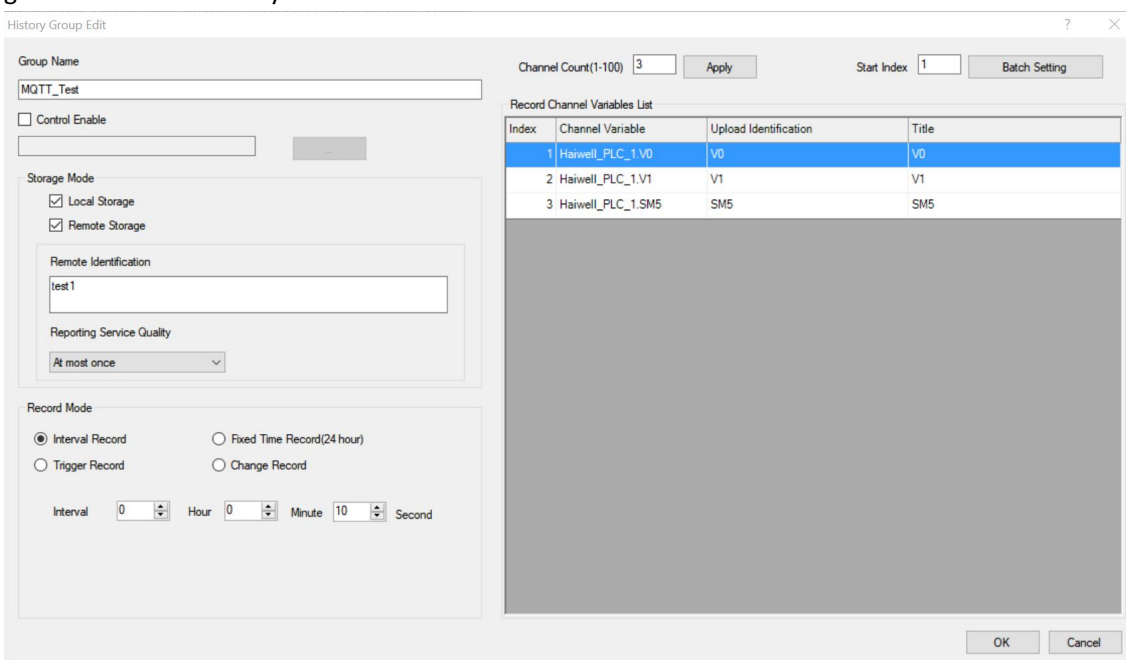 History Group Edit ?
Group Name
MQTT_Test
Control Enable
...
Storage Mode
Local Storage
Remote Storage
Remote Identification
test1
Reporting Service Quality
At most once
Record Mode
Interval Record Fixed Time Record(24 hour)
Trigger Record Change Record
Interval 0 Hour 0 Minute 10 Second
Channel Count(1-100) 3 Apply Start Index 1 Batch Setting
Record Channel Variables List
Index Channel Variable Upload Identification Title
1 Haiwell_PLC_1.V0 V0 V0
2 Haiwell_PLC_1.V1 V1 V1
3 Haiwell_PLC_1.SM5 SM5 SM5
OK Cancel